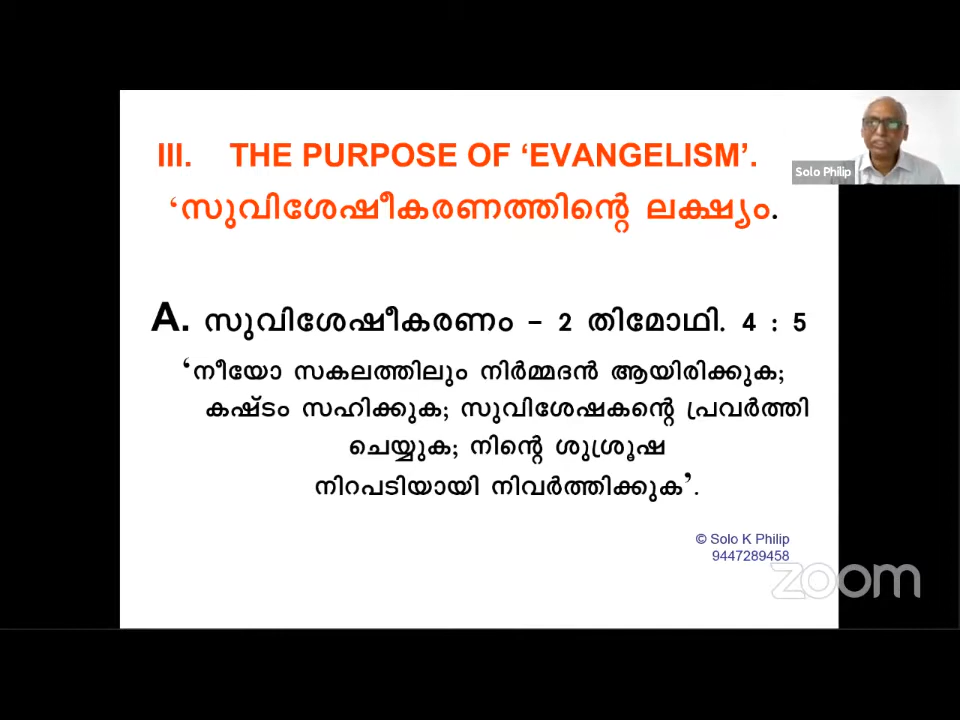 III. THE PURPOSE OF ‘EVANGELISM’.
‘സുവിശേഷീകരണത്തിന്റെ ലക്ഷ്യം.
A. സുവിശേഷീകരണം – 2 തിമോഥി. 4 : 5
‘നീയോ സകലത്തിലും നിർമ്മദൻ ആയിരിക്കുക;
കഷ്ടം സഹിക്കുക; സുവിശേഷകന്റെ പ്രവർത്തി
ചെയ്യുക; നിന്റെ ശുശ്രൂഷ
നിറപടിയായി നിവർത്തിക്കുക’.
© Solo K Philip
9447289458
zoom
Solo Philip